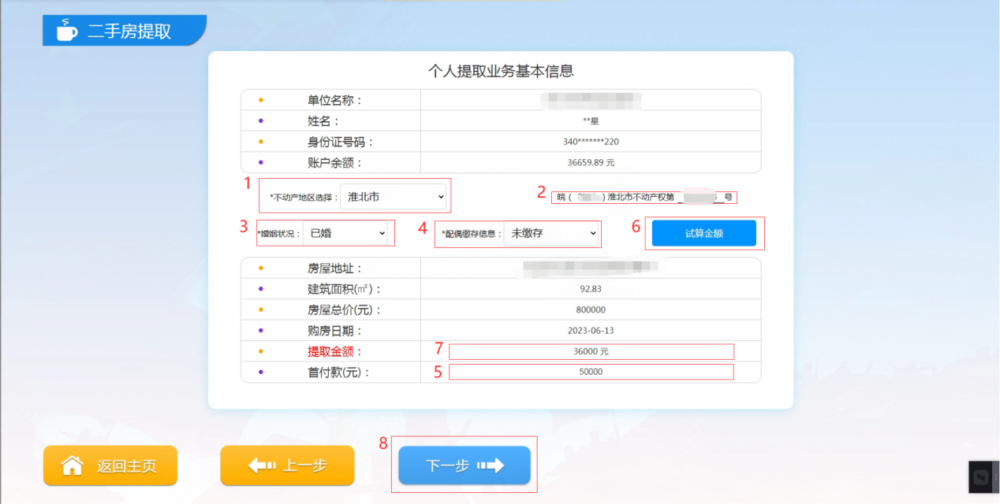 二手房提取
个人提取业务基本信息
单位名称：
姓名： **星
身份证号码： 340*******220
账户余额： 36659.89 元
1 *不动产地区选择： 淮北市 2 皖（ ）淮北市不动产权第 号
3 *婚姻状况： 已婚 4 *配偶缴存信息： 未缴存 6 试算金额
房屋地址：
建筑面积(㎡)： 92.83
房屋总价(元)： 800000
购房日期： 2023-06-13
提取金额： 7 36000 元
首付款(元)： 5 50000
8
返回主页 上一步 下一步